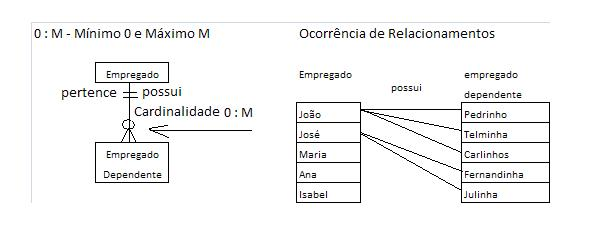 0 : M - Mínimo 0 e Máximo M
Empregado
pertence possui
Cardinalidade 0 : M
Empregado
Dependente
Ocorrência de Relacionamentos
Empregado
possui
empregado
dependente
João
José
Maria
Ana
Isabel
Pedrinho
Telminha
Carlinhos
Fernandinha
Julinha